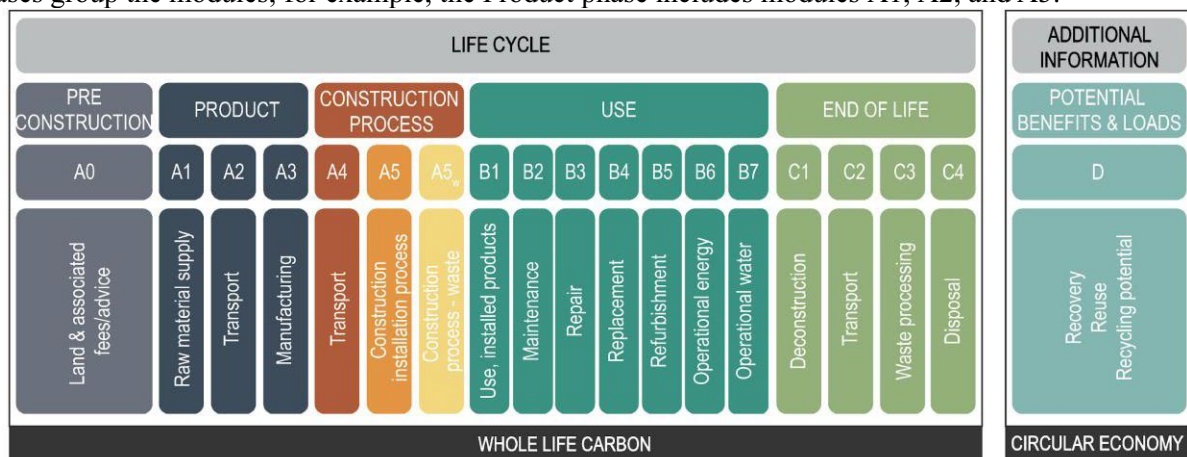 ases group the modules, for example, the Product phase includes modules A1, A2, and A3.
LIFE CYCLE
ADDITIONAL
INFORMATION
PRE
CONSTRUCTION
PRODUCT
CONSTRUCTION
PROCESS
USE
END OF LIFE
POTENTIAL
BENEFITS & LOADS
A0
A1
A2
A3
A4
A5
A5w
B1
B2
B3
B4
B5
B6
B7
C1
C2
C3
C4
D
Land & associated
fees/advice
Raw material supply
Transport
Manufacturing
Transport
Construction
installation process
Construction
process - waste
Use, installed products
Maintenance
Repair
Replacement
Refurbishment
Operational energy
Operational water
Deconstruction
Transport
Waste processing
Disposal
Recovery
Reuse
Recycling potential
WHOLE LIFE CARBON
CIRCULAR ECONOMY